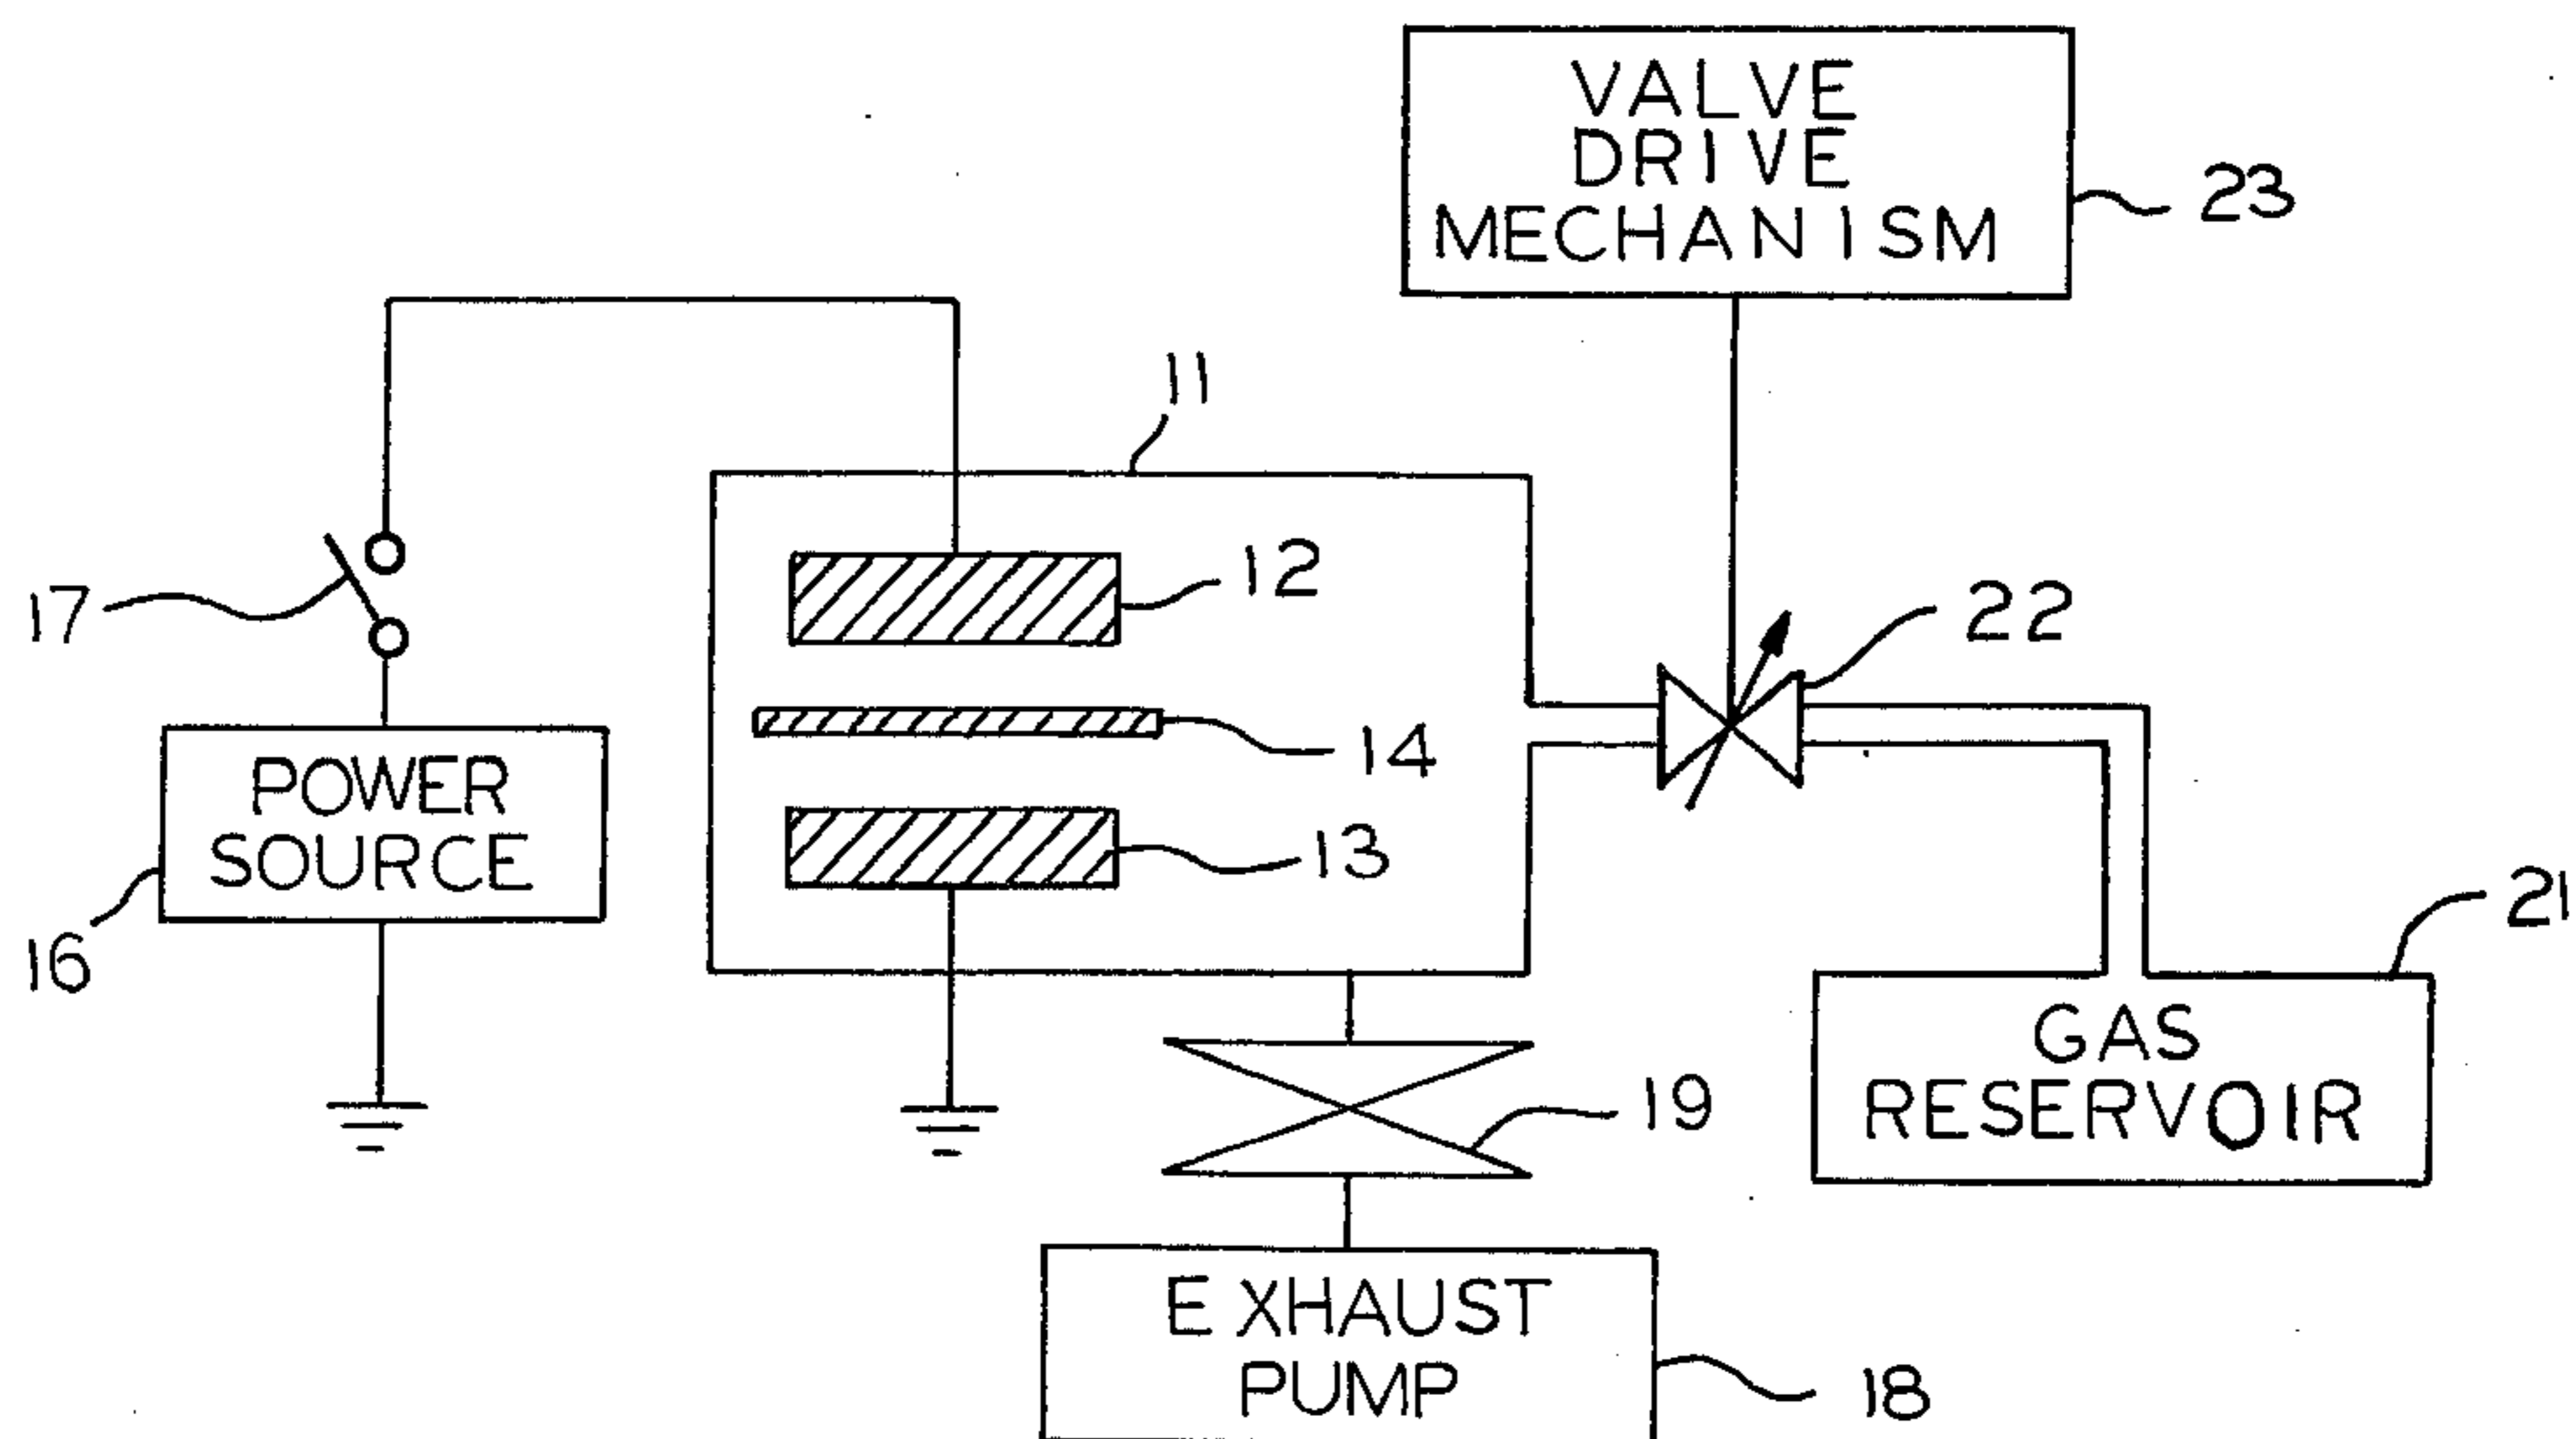 VALVE
DRIVE
MECHANISM
23
11
12
22
17
14
POWER
SOURCE
13
16
21
GAS
RESERVOIR
19
EXHAUST
PUMP
18